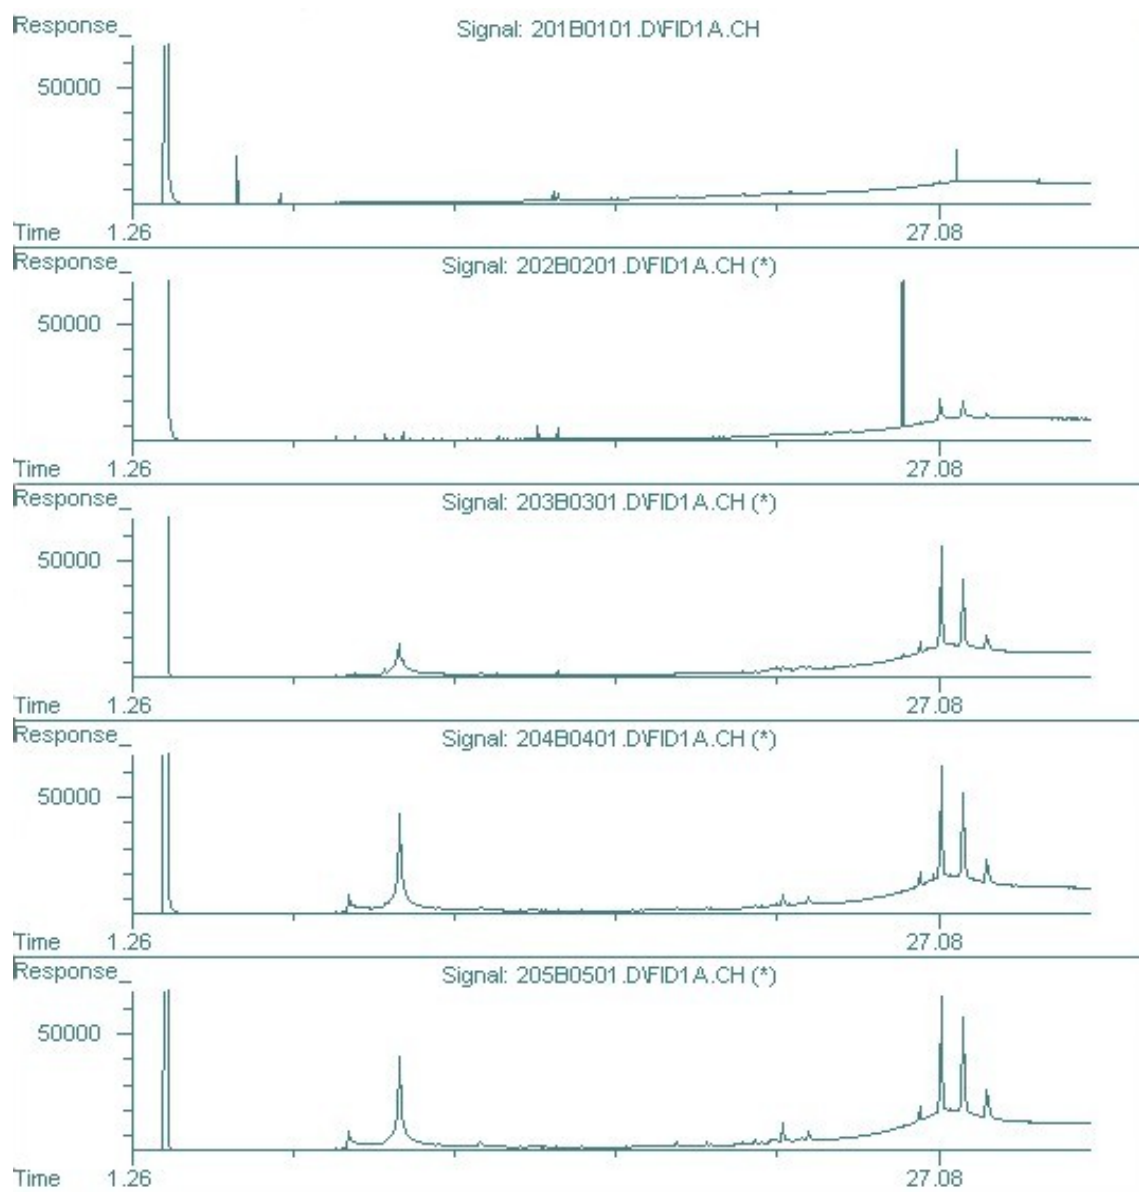 Response_
Signal: 201B0101.D\FID1A.CH
50000
Time 1.26 27.08
Response_
Signal: 202B0201.D\FID1A.CH (*)
50000
Time 1.26 27.08
Response_
Signal: 203B0301.D\FID1A.CH (*)
50000
Time 1.26 27.08
Response_
Signal: 204B0401.D\FID1A.CH (*)
50000
Time 1.26 27.08
Response_
Signal: 205B0501.D\FID1A.CH (*)
50000
Time 1.26 27.08